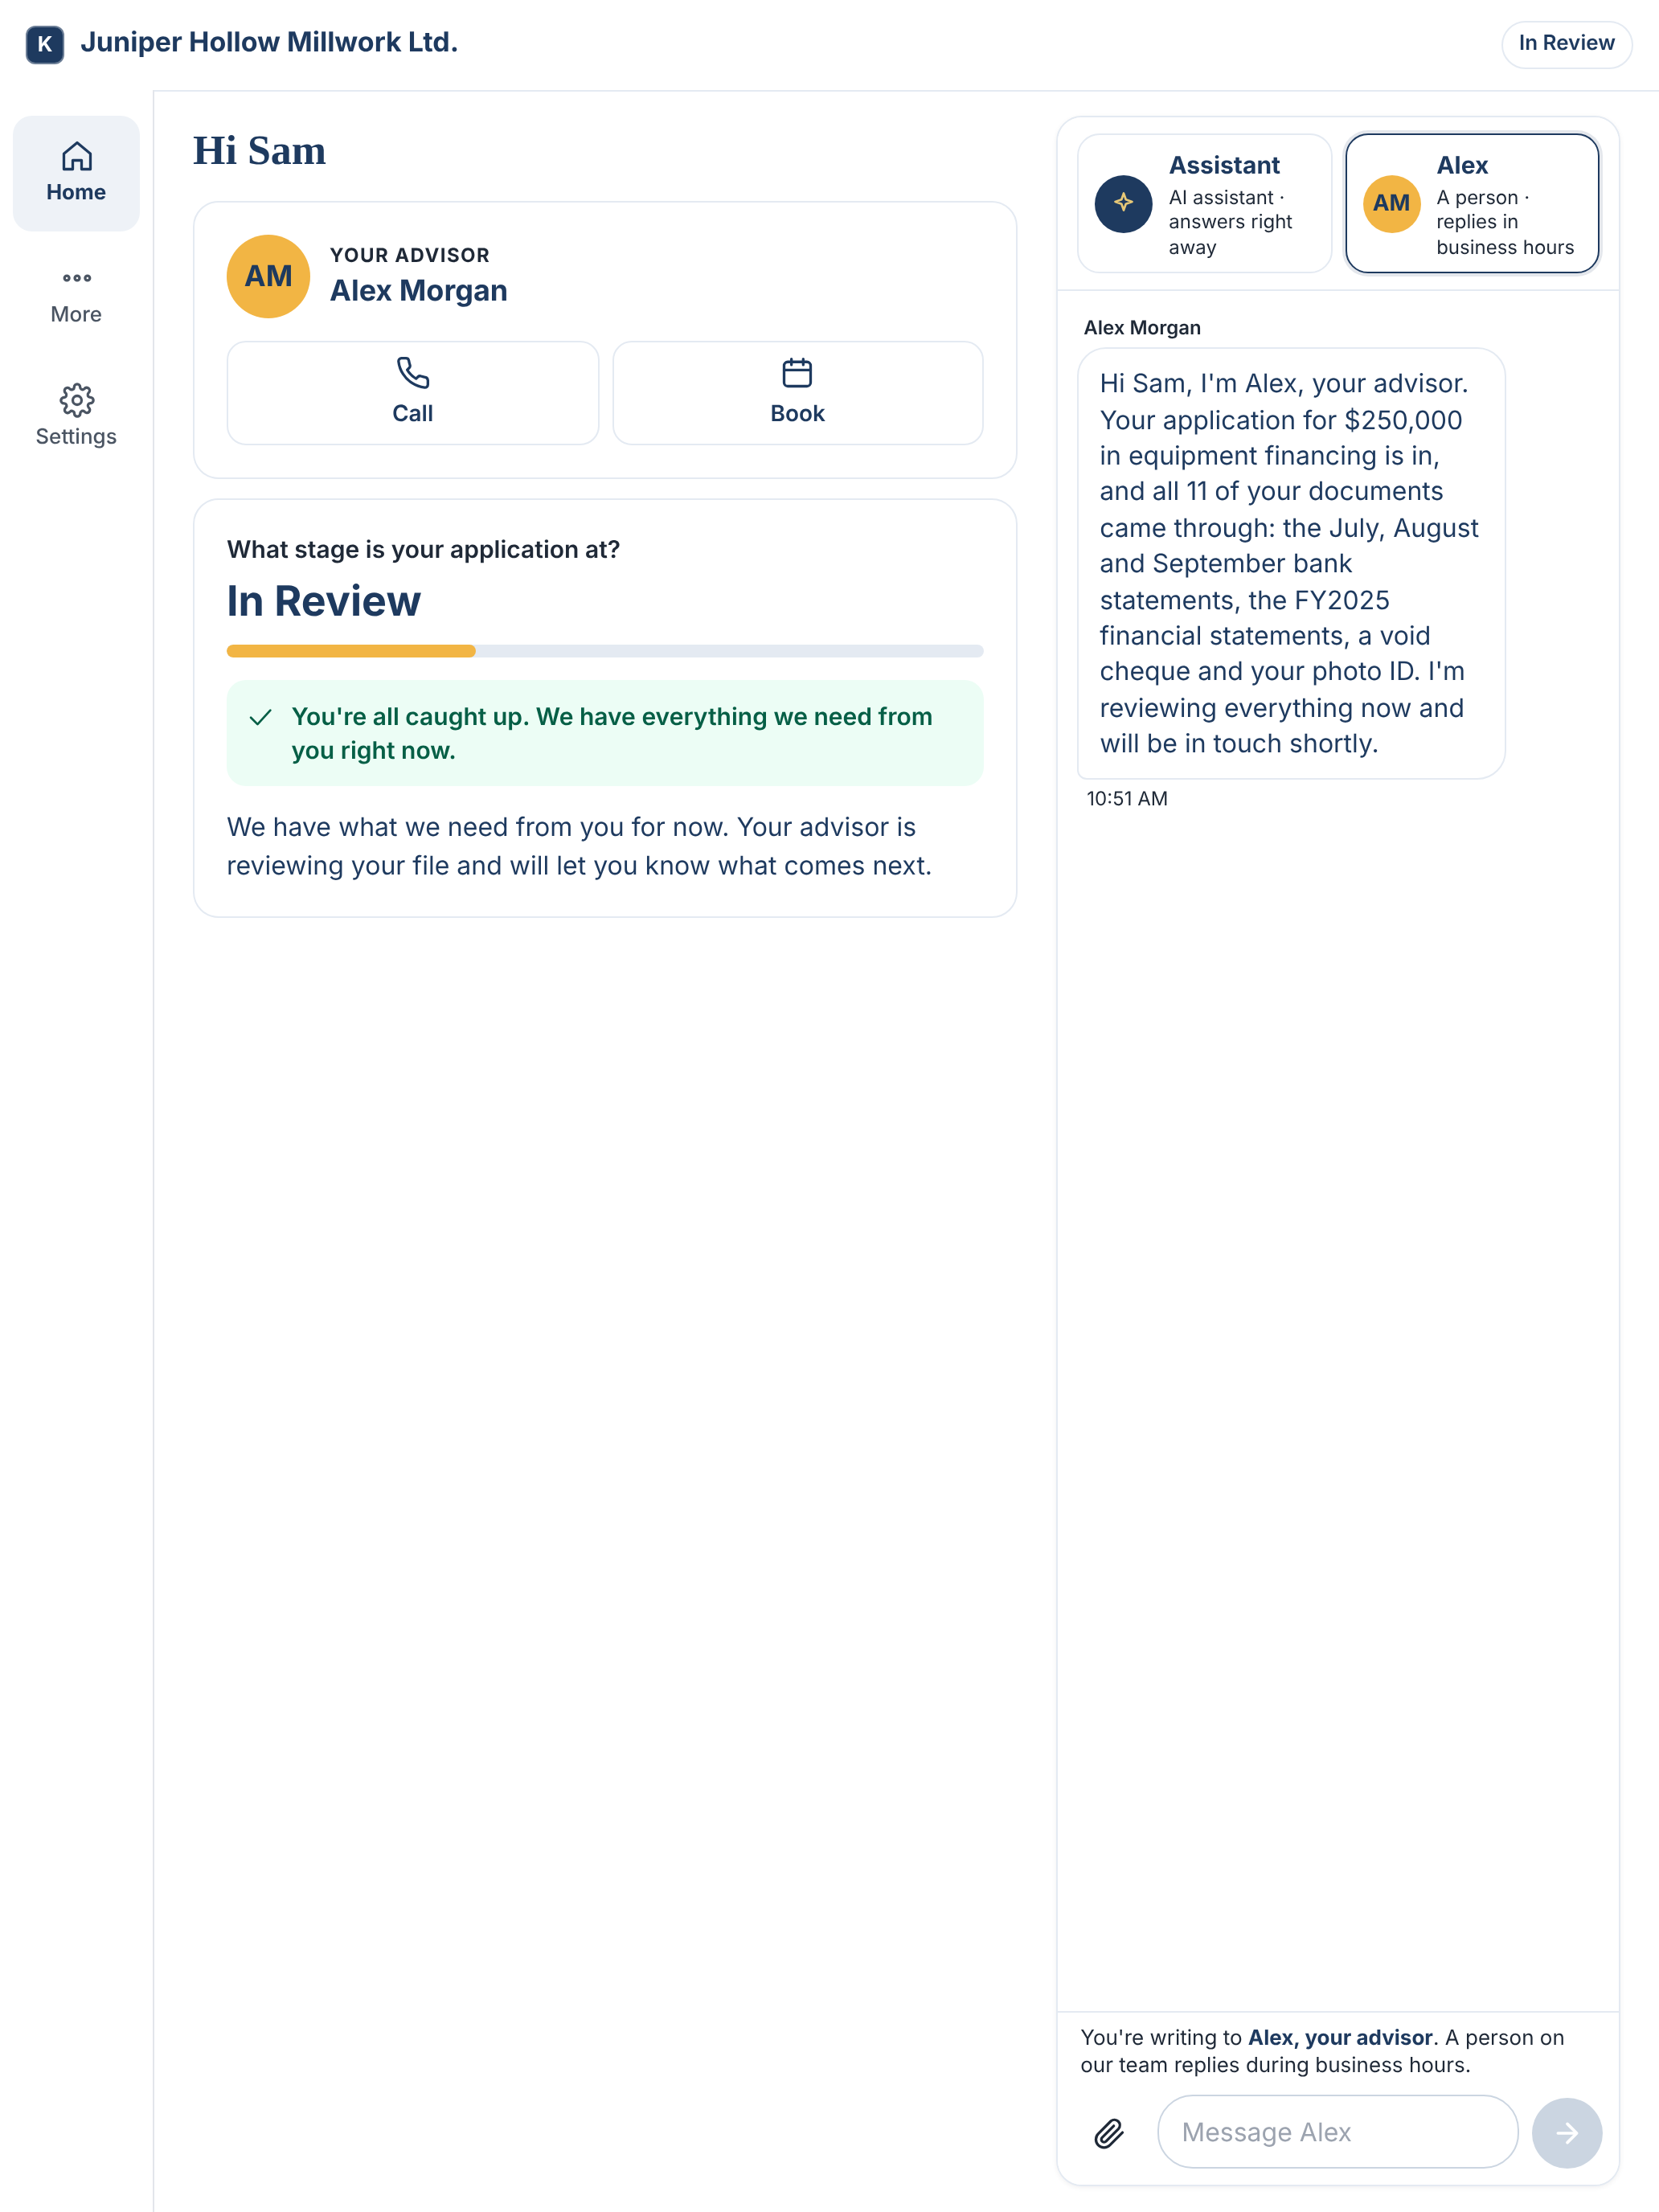 K
Juniper Hollow Millwork Ltd.
In Review
Home
More
Settings
Hi Sam
AM
YOUR ADVISOR
Alex Morgan
Call
Book
What stage is your application at?
In Review
You're all caught up. We have everything we need from
you right now.
We have what we need from you for now. Your advisor is
reviewing your file and will let you know what comes next.
Assistant
AI assistant ·
answers right
away
AM
Alex
A person ·
replies in
business hours
Alex Morgan
Hi Sam, I'm Alex, your advisor.
Your application for $250,000
in equipment financing is in,
and all 11 of your documents
came through: the July, August
and September bank
statements, the FY2025
financial statements, a void
cheque and your photo ID. I'm
reviewing everything now and
will be in touch shortly.
10:51 AM
You're writing to Alex, your advisor. A person on
our team replies during business hours.
Message Alex